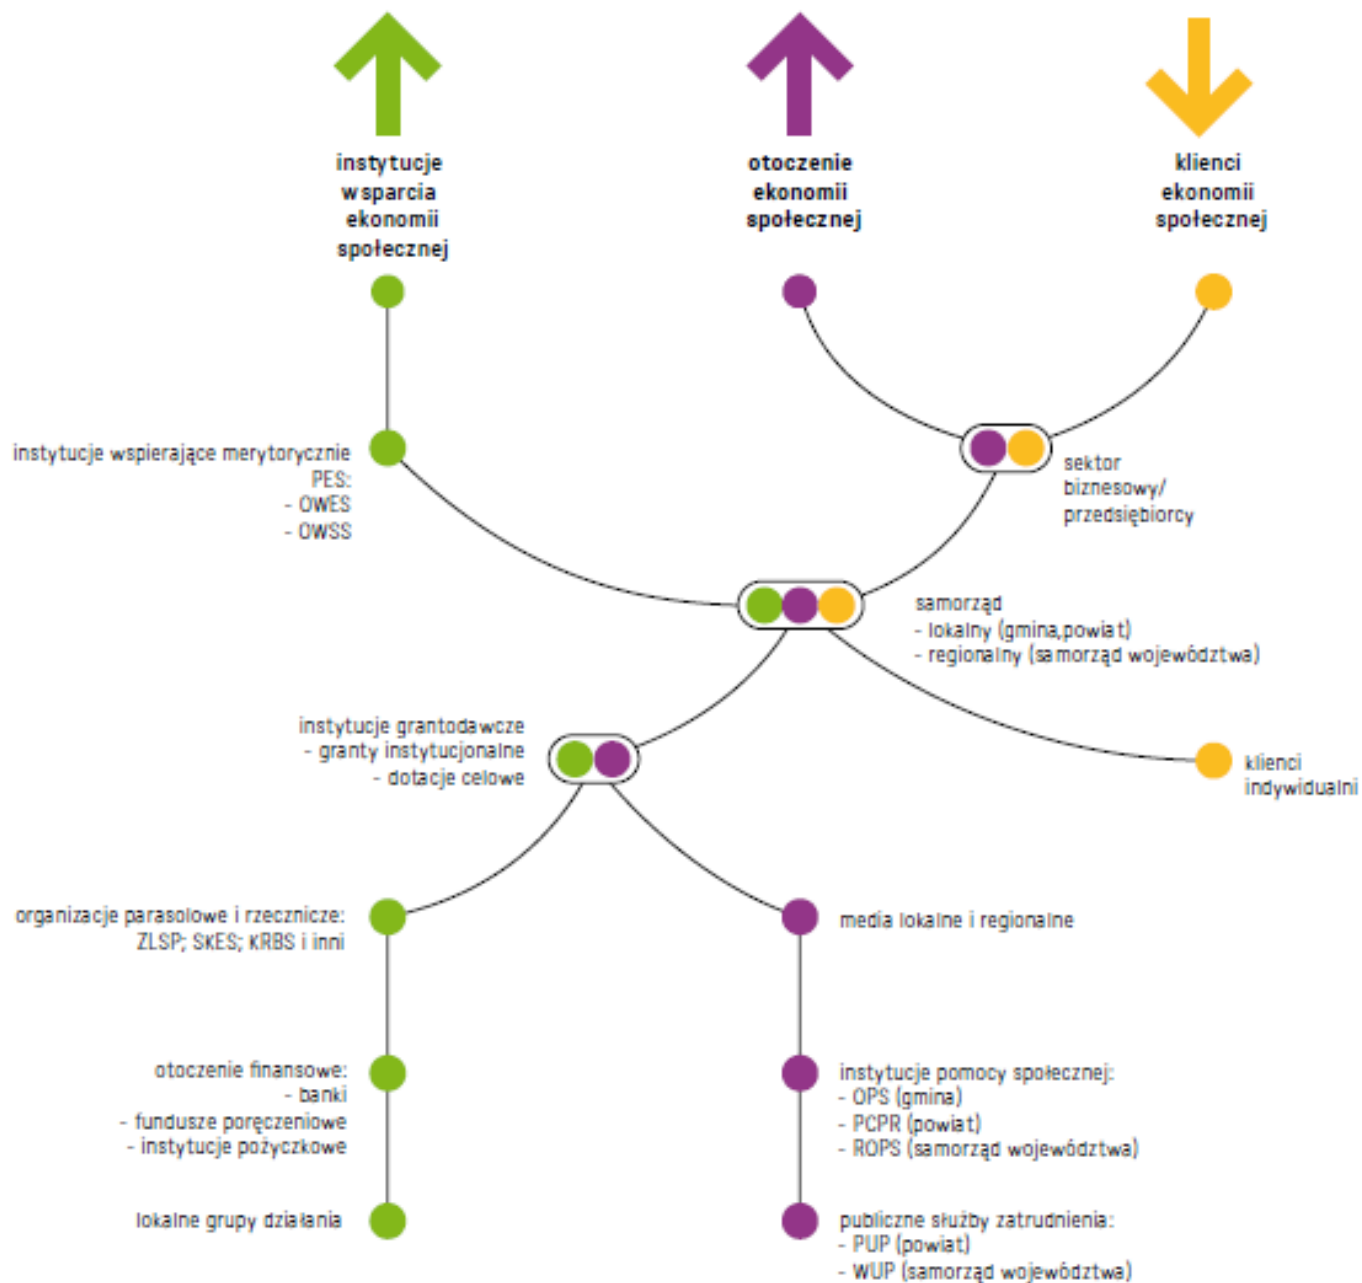 instytucje
wsparcia
ekonomii
społecznej
otoczenie
ekonomii
społecznej
klienci
ekonomii
społecznej
instytucje wspierające merytorycznie
PES:
- OWES
- OWSS
sektor
biznesowy/
przedsiębiorcy
samorząd
- lokalny (gmina,powiat)
- regionalny (samorząd województwa)
instytucje grantodawcze
- granty instytucjonalne
- dotacje celowe
klienci
indywidualni
organizacje parasolowe i rzecznicze:
ZLSP; SKES; KRBS i inni
media lokalne i regionalne
otoczenie finansowe:
- banki
- fundusze poręczeniowe
- instytucje pożyczkowe
instytucje pomocy społecznej:
- OPS (gmina)
- PCPR (powiat)
- ROPS (samorząd województwa)
lokalne grupy działania
publiczne służby zatrudnienia:
- PUP (powiat)
- WUP (samorząd województwa)